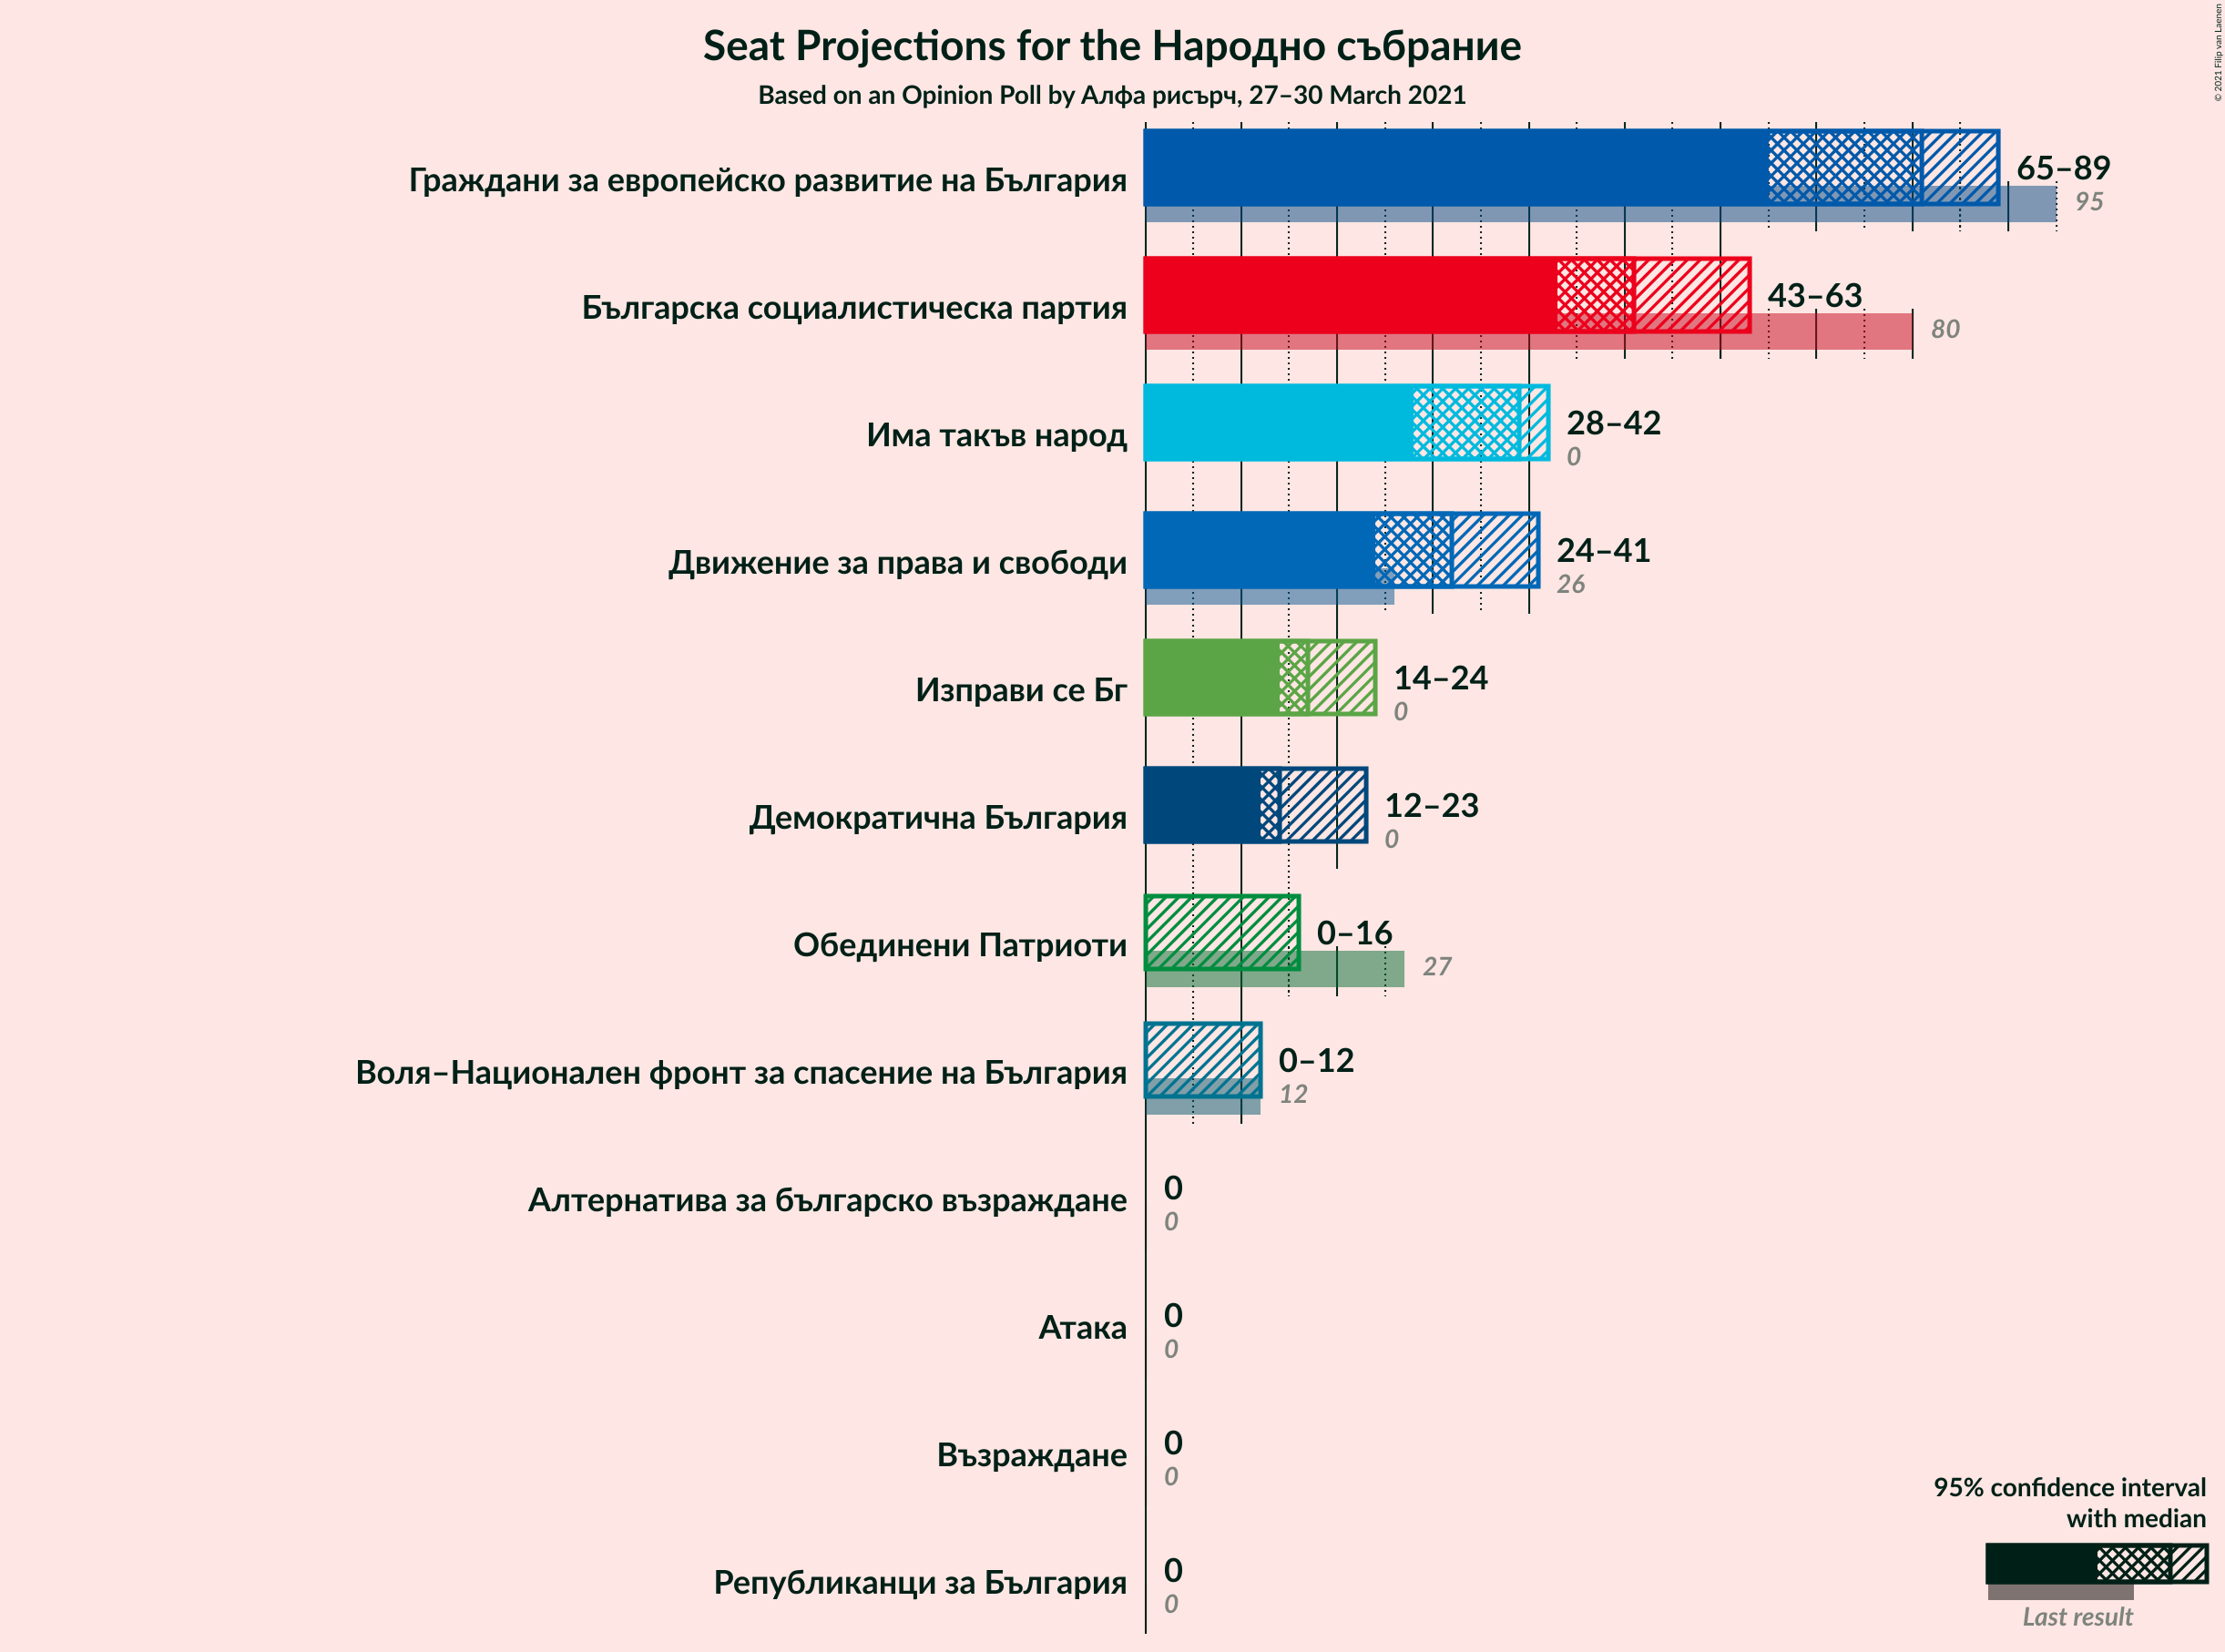 Seat Projections for the Народно събрание
Based on an Opinion Poll by Алфа рисърч, 27–30 March 2021
© 2021 Filip van Laenen
Граждани за европейско развитие на България
65–89
95
Българска социалистическа партия
43–63
80
Има такъв народ
28–42
0
Движение за права и свободи
24–41
26
Изправи се Бг
14–24
0
Демократична България
12–23
0
Обединени Патриоти
0–16
27
Воля–Национален фронт за спасение на България
0–12
12
Алтернатива за българско възраждане
0
0
Атака
0
0
Възраждане
0
0
Републиканци за България
0
0
95% confidence interval
with median
Last result